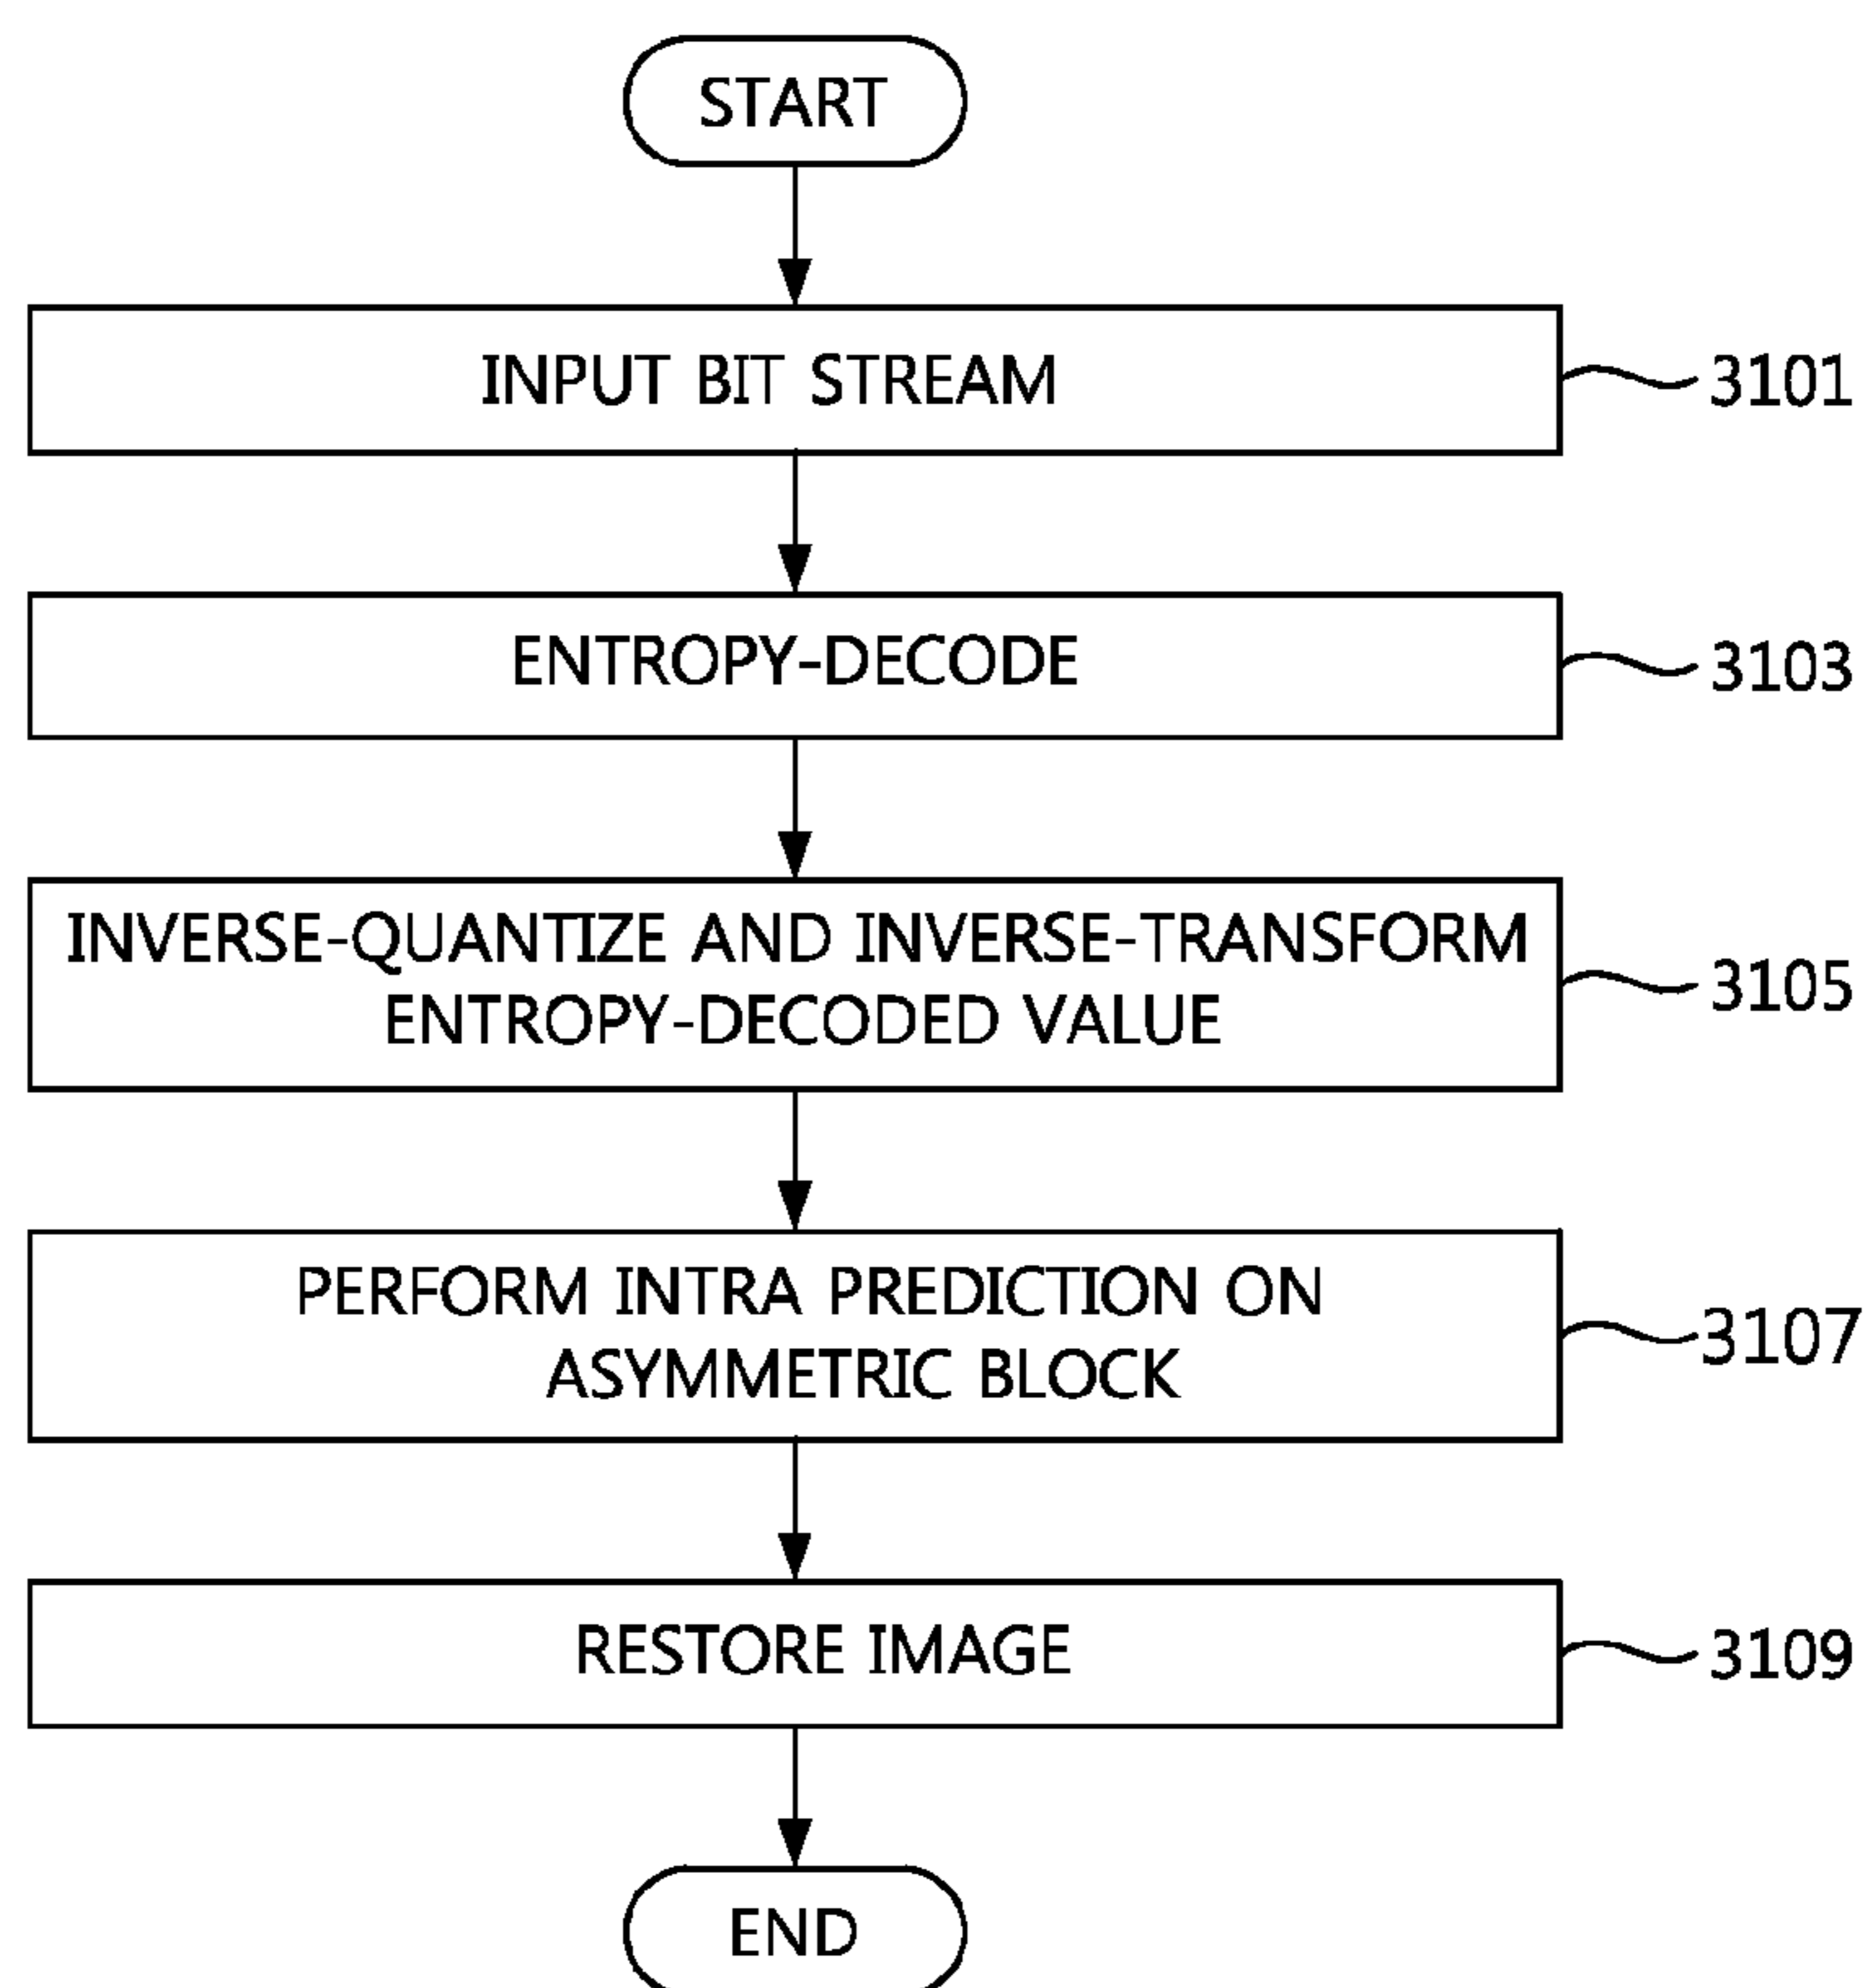 START
INPUT BIT STREAM
3101
ENTROPY-DECODE
3103
INVERSE-QUANTIZE AND INVERSE-TRANSFORM
ENTROPY-DECODED VALUE
3105
PERFORM INTRA PREDICTION ON
ASYMMETRIC BLOCK
3107
RESTORE IMAGE
3109
END